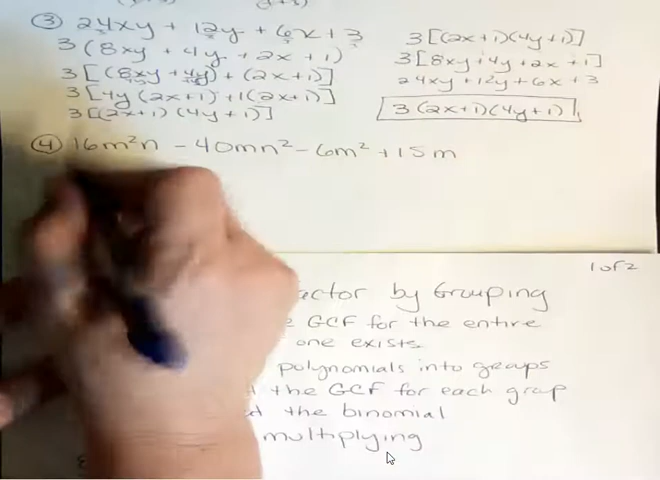 ③ 24xy + 12y + 6x + 3
3 (8xy + 4y + 2x + 1)
3 [(8xy + 4y) + (2x + 1)]
3 [4y (2x+1) + 1(2x+1)]
3 [(2x+1) (4y+1)]
3 [(2x+1)(4y+1)]
3 [8xy + 4y + 2x + 1]
24xy + 12y + 6x + 3
3 (2x+1)(4y+1)
④ 16m²n - 40mn² - 6m² + 15m
1 of 2
actor by Grouping
GCF for the entire
one exists.
polynomials into groups
the GCF for each group
the binomial
multiplying